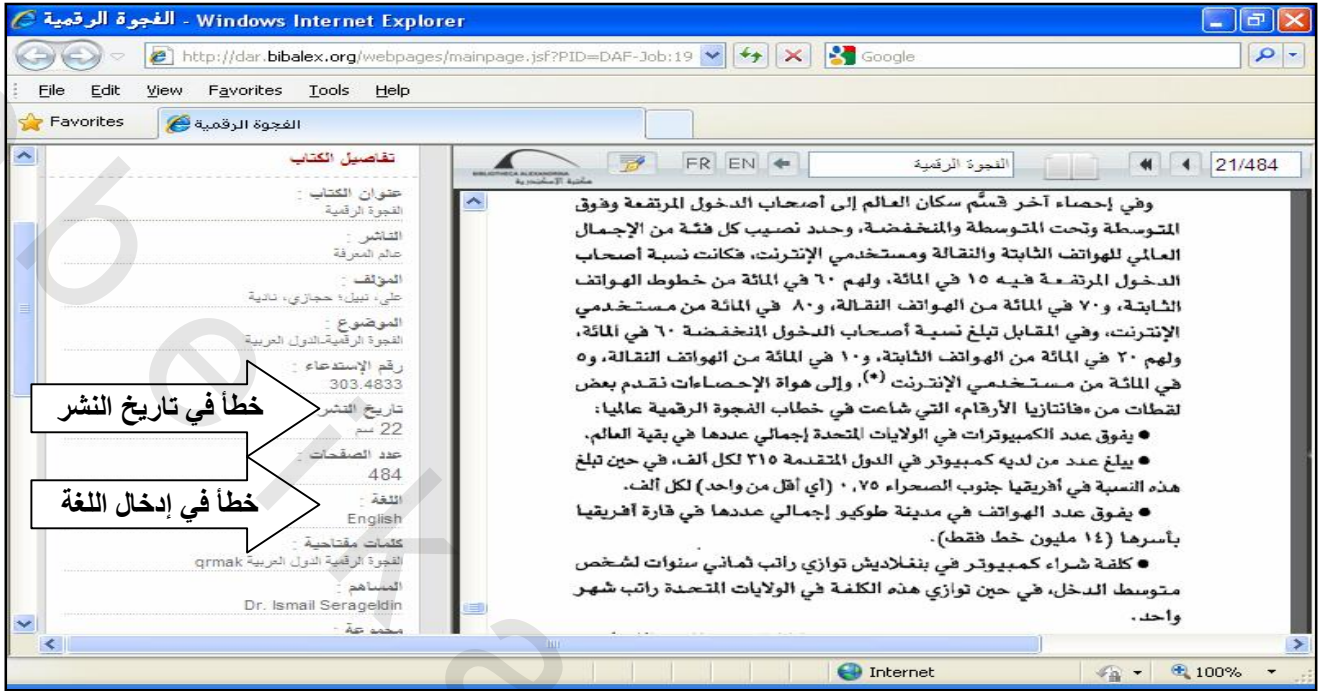 الفجوة الرقمية - Windows Internet Explorer
http://dar.bibalex.org/webpages/mainpage.jsf?PID=DAF-Job:19
Google
File Edit View Favorites Tools Help
Favorites
الفجوة الرقمية
تفاصيل الكتاب
عنوان الكتاب :
الفجوة الرقمية
الناشر :
عالم المعرفة
المؤلف :
على، نبيل؛ حجازي، نادية
الموضوع :
الفجوة الرقمية-الدول العربية
رقم الإستدعاء :
303.4833
تاريخ النشر
22 سم
عدد الصفحات :
484
اللغة :
English
كلمات مفتاحية :
الفجوة الرقمية الدول العربية qrmak
المساهم :
Dr. Ismail Serageldin
مجموعة :
خطأ في تاريخ النشر
خطأ في إدخال اللغة
BIBLIOTHECA ALEXANDRINA
مكتبة الإسكندرية
FR EN
الفجوة الرقمية
21/484
وفي إحصاء آخر قسم سكان العالم إلى أصحاب الدخول المرتفعة وفوق
المتوسطة وتحت المتوسطة والمنخفضة، وحدد نصيب كل فئة من الإجمال
العالمي للهواتف الثابتة والنقالة ومستخدمي الإنترنت، فكانت نسبة أصحاب
الدخول المرتفعة فيه ١٥ في المائة، ولهم ٦٠ في المائة من خطوط الهواتف
الثابتة، و٧٠ في المائة من الهواتف النقالة، و٨٠ في المائة من مستخدمي
الإنترنت، وفي المقابل تبلغ نسبة أصحاب الدخول المنخفضة ٦٠ في المائة،
ولهم ٢٠ في المائة من الهواتف الثابتة، و١٠ في المائة من الهواتف النقالة، و٥
في المائة من مستخدمي الإنترنت (*)، وإلى هواة الإحصاءات نقدم بعض
لقطات من «فانتازيا الأرقام» التي شاعت في خطاب الفجوة الرقمية عالميا:
● يفوق عدد الكمبيوترات في الولايات المتحدة إجمالي عددها في بقية العالم.
● يبلغ عدد من لديه كمبيوتر في الدول المتقدمة ٣١٥ لكل ألف، في حين تبلغ
هذه النسبة في أفريقيا جنوب الصحراء ٠,٧٥ (أي أقل من واحد) لكل ألف.
● يفوق عدد الهواتف في مدينة طوكيو إجمالي عددها في قارة أفريقيا
بأسرها (١٤ مليون خط فقط).
● كلفة شراء كمبيوتر في بنغلاديش توازي راتب ثماني سنوات لشخص
متوسط الدخل، في حين توازي هذه الكلفة في الولايات المتحدة راتب شهر
واحد.
Internet
100%